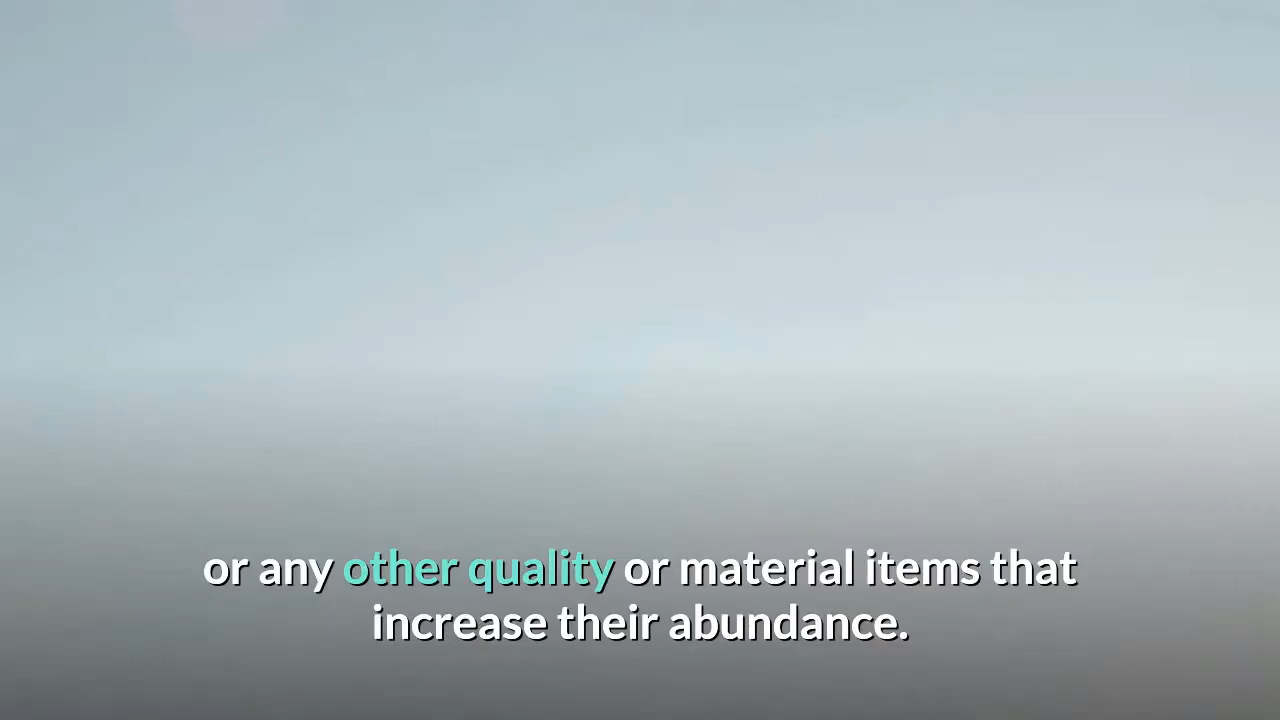 or any other quality or material items that
increase their abundance.